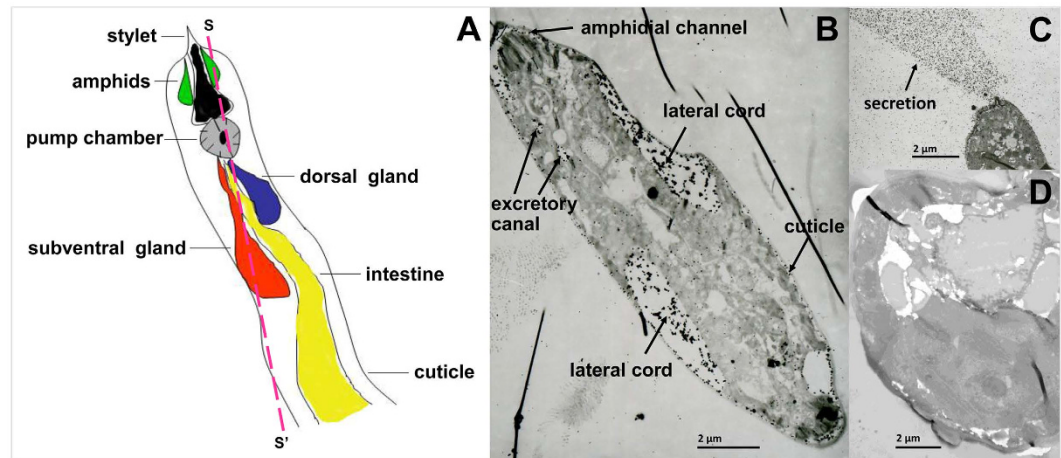 S
A
stylet
amphids
pump chamber
dorsal gland
subventral gland
intestine
cuticle
S'
amphidial channel
B
lateral cord
excretory
canal
cuticle
lateral cord
2 µm
C
secretion
2 µm
D
2 µm